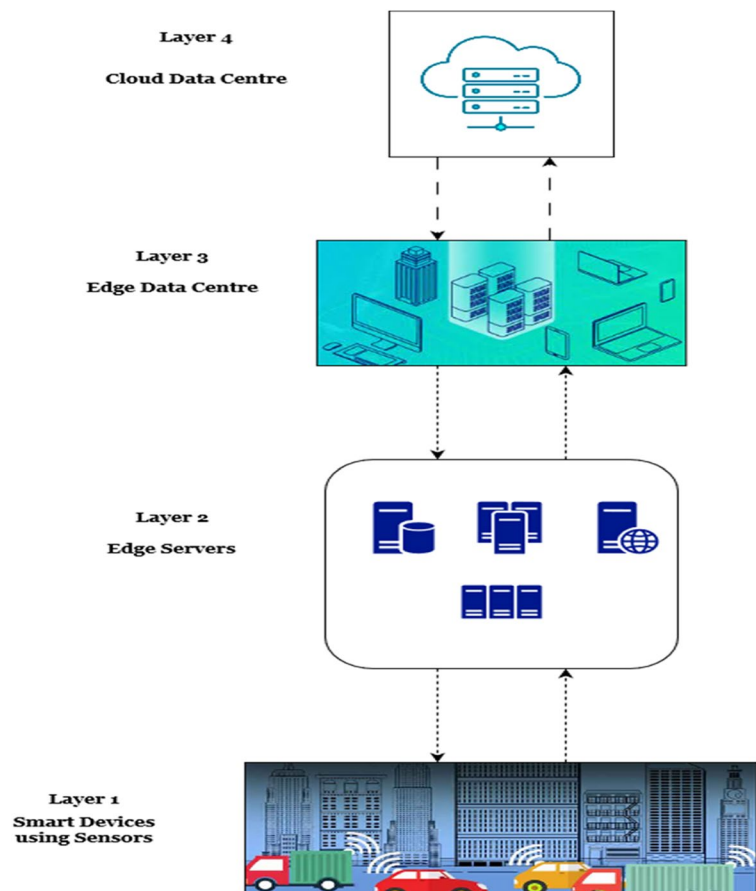 Layer 4
Cloud Data Centre
Layer 3
Edge Data Centre
Layer 2
Edge Servers
Layer 1
Smart Devices
using Sensors